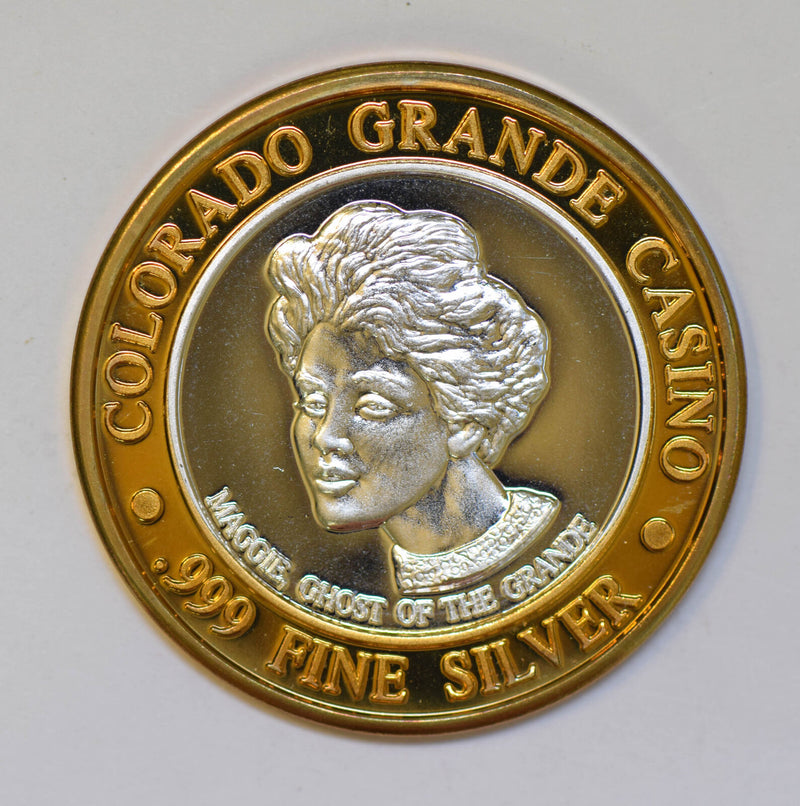 COLORADO GRANDE CASINO
MAGGIE, GHOST OF THE GRANDE
.999 FINE SILVER